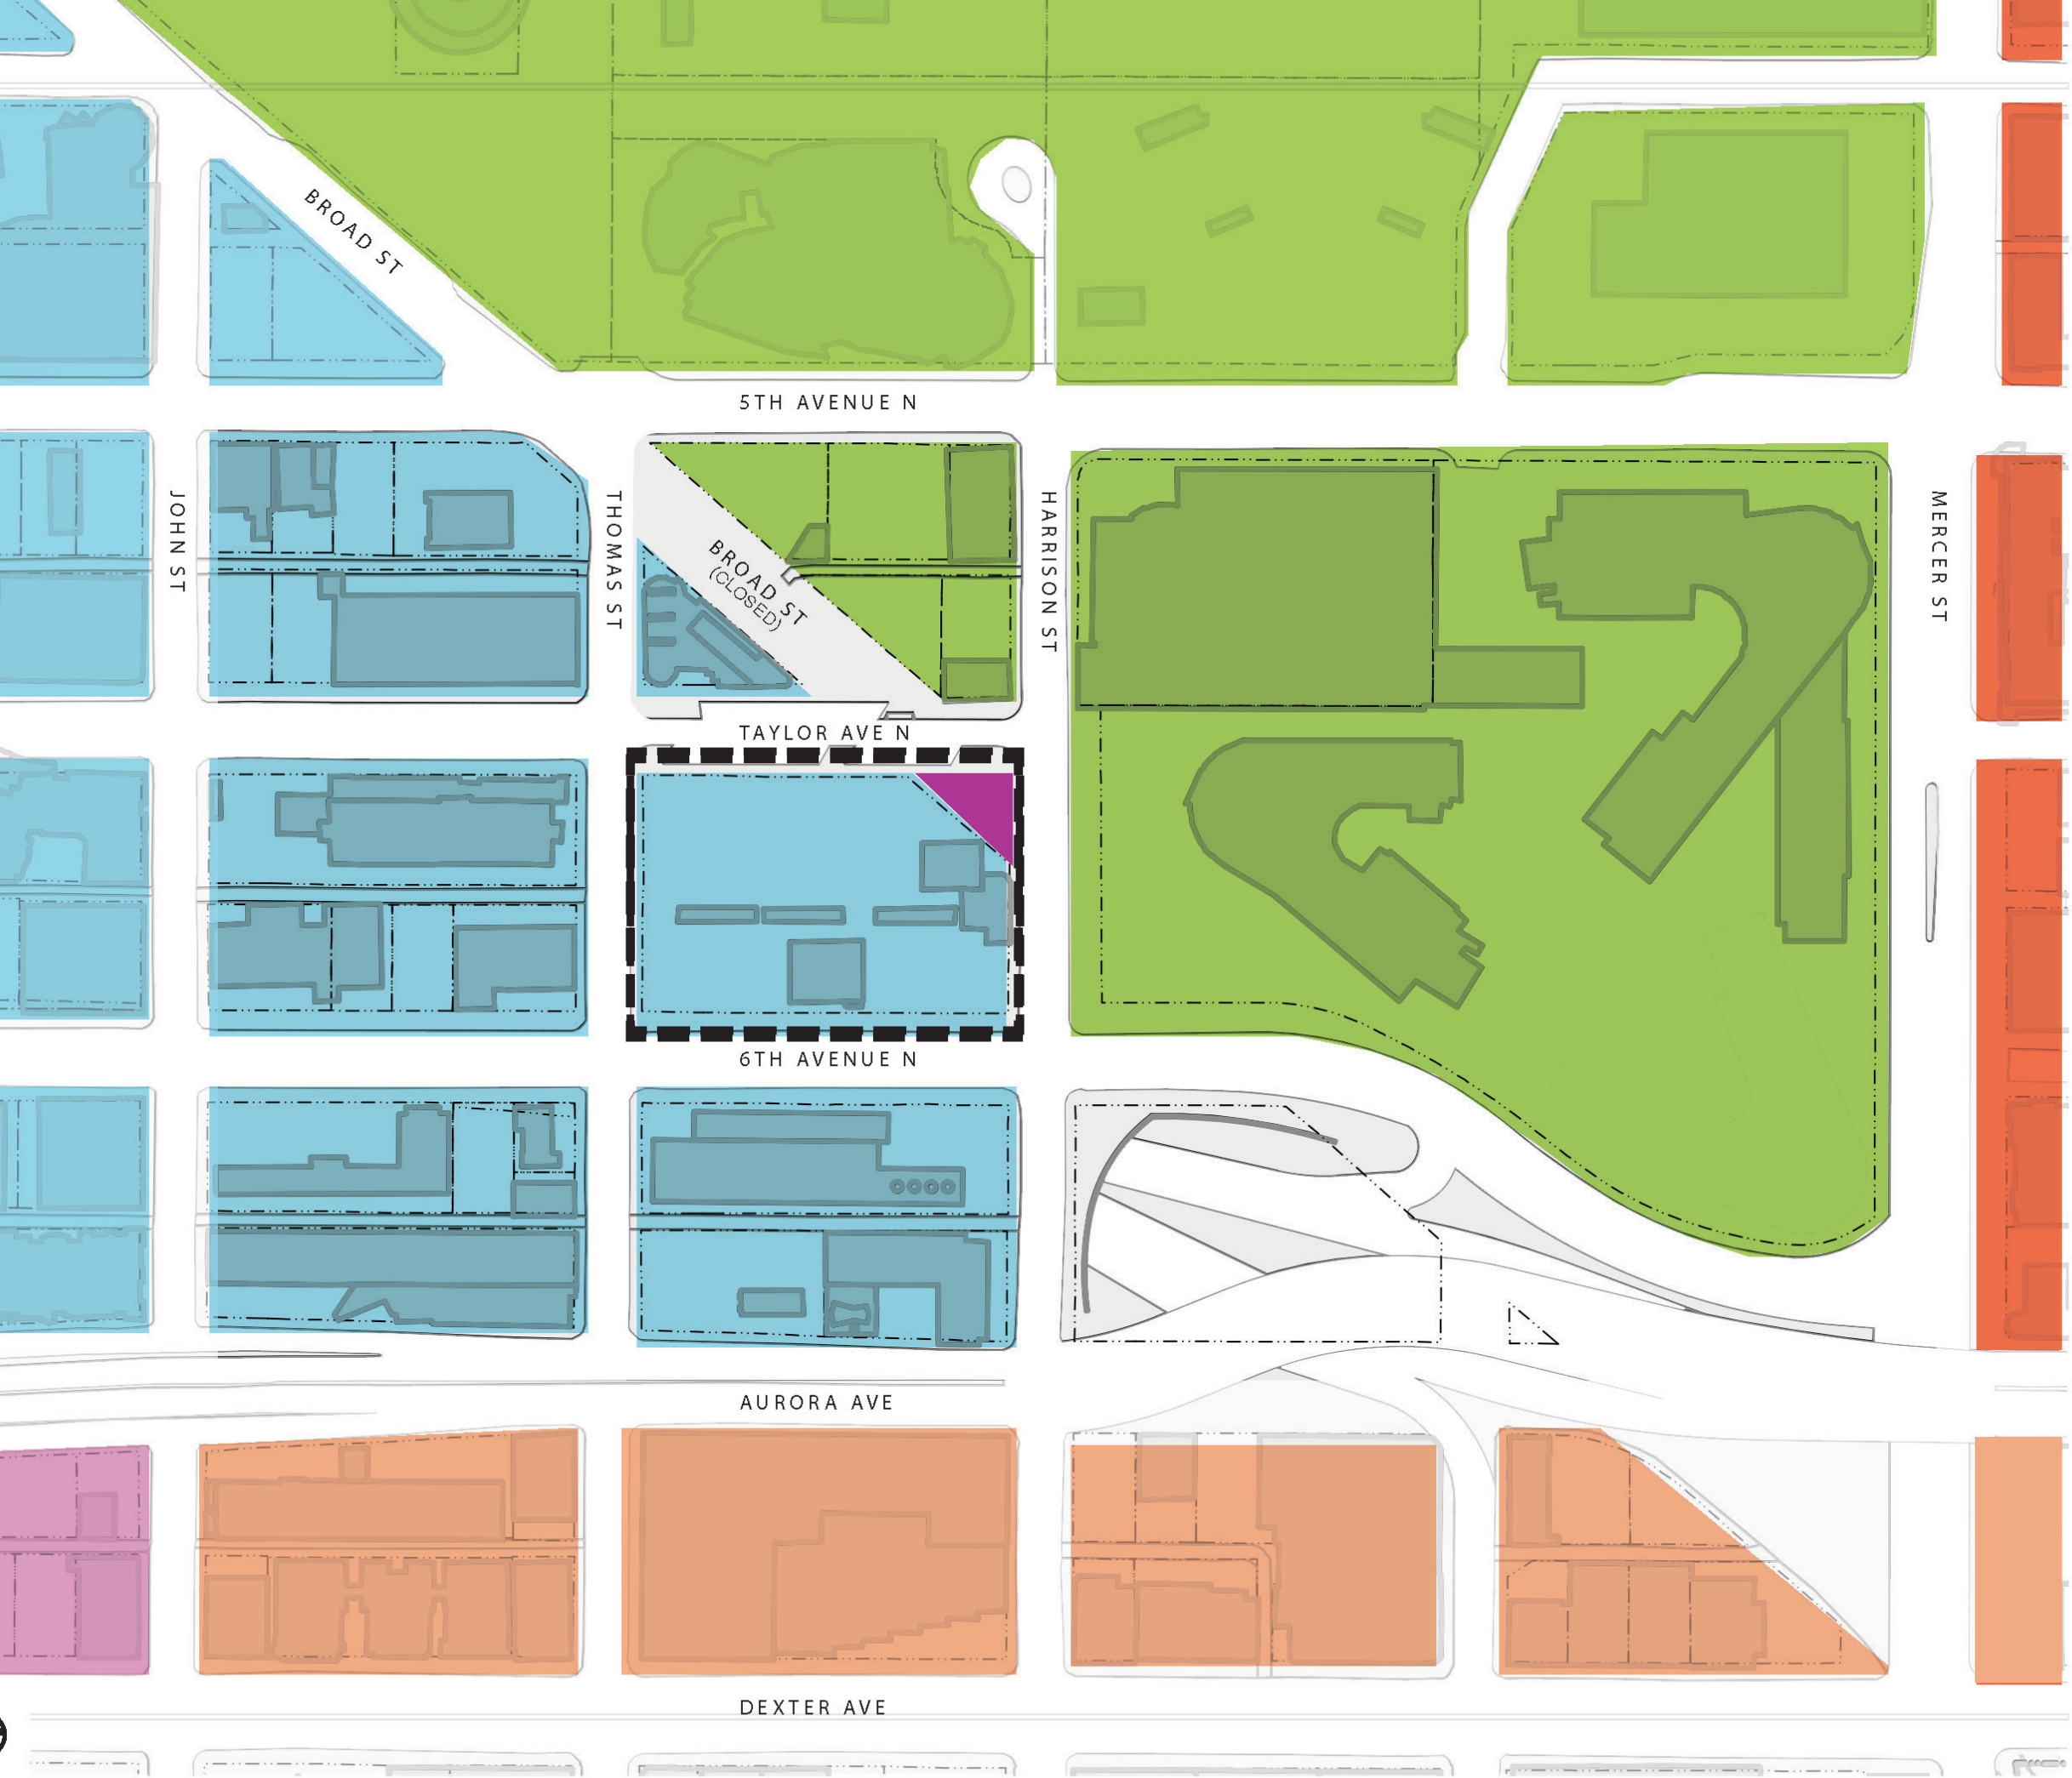 BROAD ST
5TH AVENUE N
JOHN ST
THOMAS ST
BROAD ST
(CLOSED)
HARRISON ST
MERCER ST
TAYLOR AVE N
6TH AVENUE N
AURORA AVE
DEXTER AVE